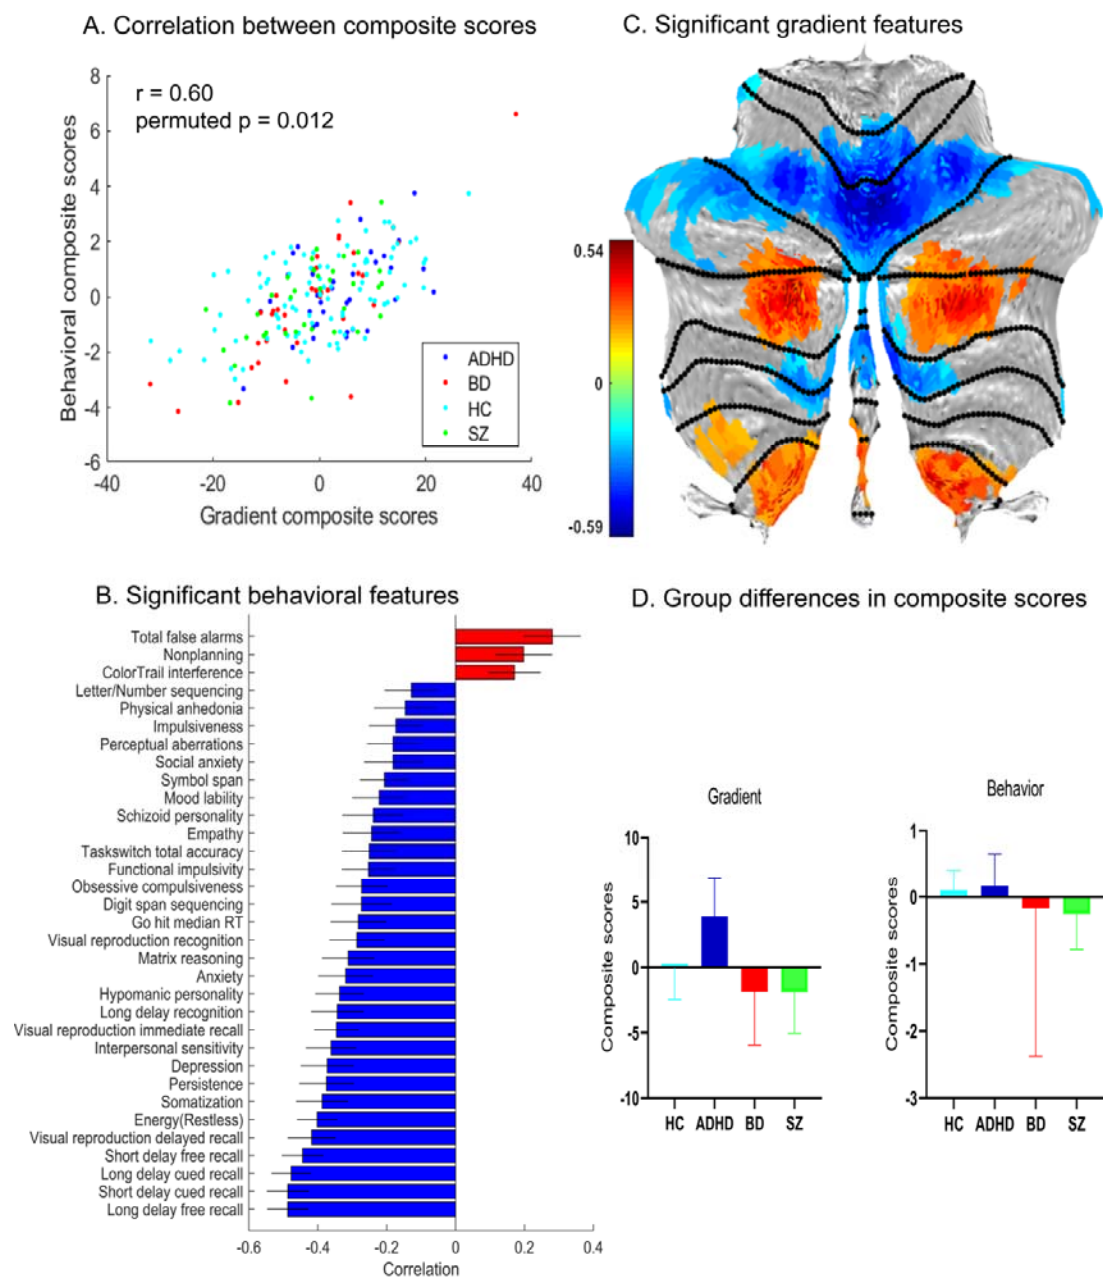 A. Correlation between composite scores
8
6
4
2
0
-2
-4
-6
-40
-20
0
20
40
r = 0.60
permuted p = 0.012
Behavioral composite scores
Gradient composite scores
ADHD
BD
HC
SZ
C. Significant gradient features
0.54
0
-0.59
B. Significant behavioral features
Total false alarms
Nonplanning
ColorTrail interference
Letter/Number sequencing
Physical anhedonia
Impulsiveness
Perceptual aberrations
Social anxiety
Symbol span
Mood lability
Schizoid personality
Empathy
Taskswitch total accuracy
Functional impulsivity
Obsessive compulsiveness
Digit span sequencing
Go hit median RT
Visual reproduction recognition
Matrix reasoning
Anxiety
Hypomanic personality
Long delay recognition
Visual reproduction immediate recall
Interpersonal sensitivity
Depression
Persistence
Somatization
Energy(Restless)
Visual reproduction delayed recall
Short delay free recall
Long delay cued recall
Short delay cued recall
Long delay free recall
-0.6
-0.4
-0.2
0
0.2
0.4
Correlation
D. Group differences in composite scores
Gradient
Composite scores
10
5
0
-5
-10
HC
ADHD
BD
SZ
Behavior
Composite scores
1
0
-1
-2
-3
HC
ADHD
BD
SZ